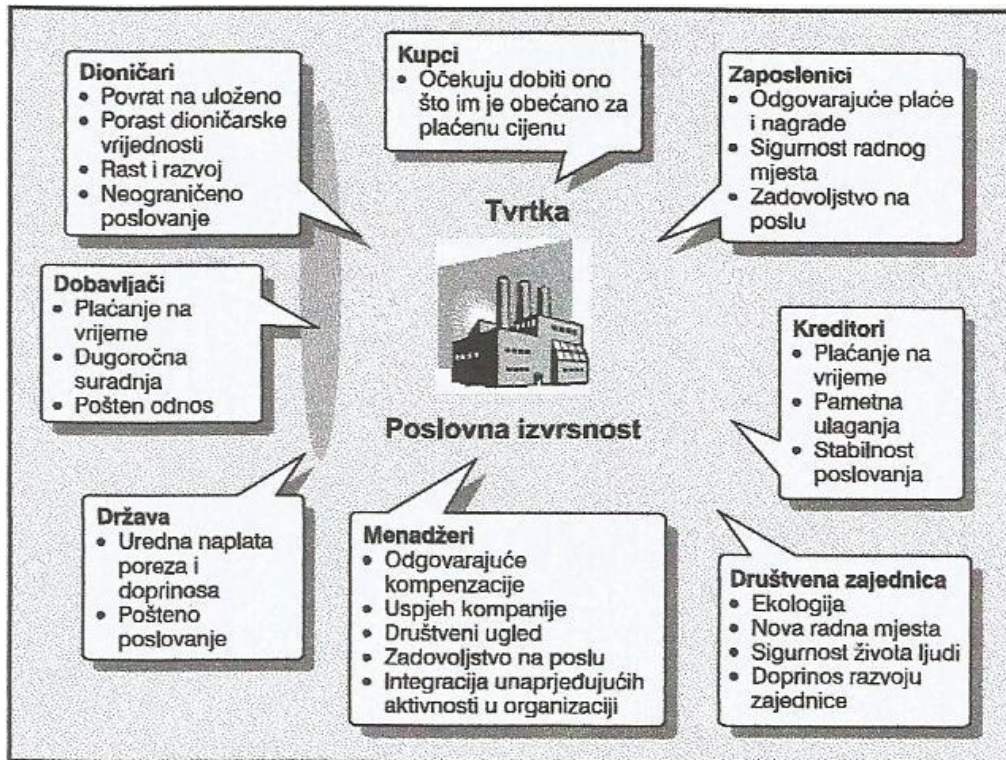 Dioničari
• Povrat na uloženo
• Porast dioničarske
vrijednosti
• Rast i razvoj
• Neograničeno
poslovanje
Kupci
• Očekuju dobiti ono
što im je obećano za
plaćenu cijenu
Zaposlenici
• Odgovarajuće plaće
i nagrade
• Sigurnost radnog
mjesta
• Zadovoljstvo na
poslu
Tvrtka
Dobavljači
• Plaćanje na
vrijeme
• Dugoročna
suradnja
• Pošten odnos
Kreditori
• Plaćanje na
vrijeme
• Pametna
ulaganja
• Stabilnost
poslovanja
Poslovna izvrsnost
Država
• Uredna naplata
poreza i
doprinosa
• Pošteno
poslovanje
Menadžeri
• Odgovarajuće
kompenzacije
• Uspjeh kompanije
• Društveni ugled
• Zadovoljstvo na poslu
• Integracija unaprjeđujućih
aktivnosti u organizaciji
Društvena zajednica
• Ekologija
• Nova radna mjesta
• Sigurnost života ljudi
• Doprinos razvoju
zajednice